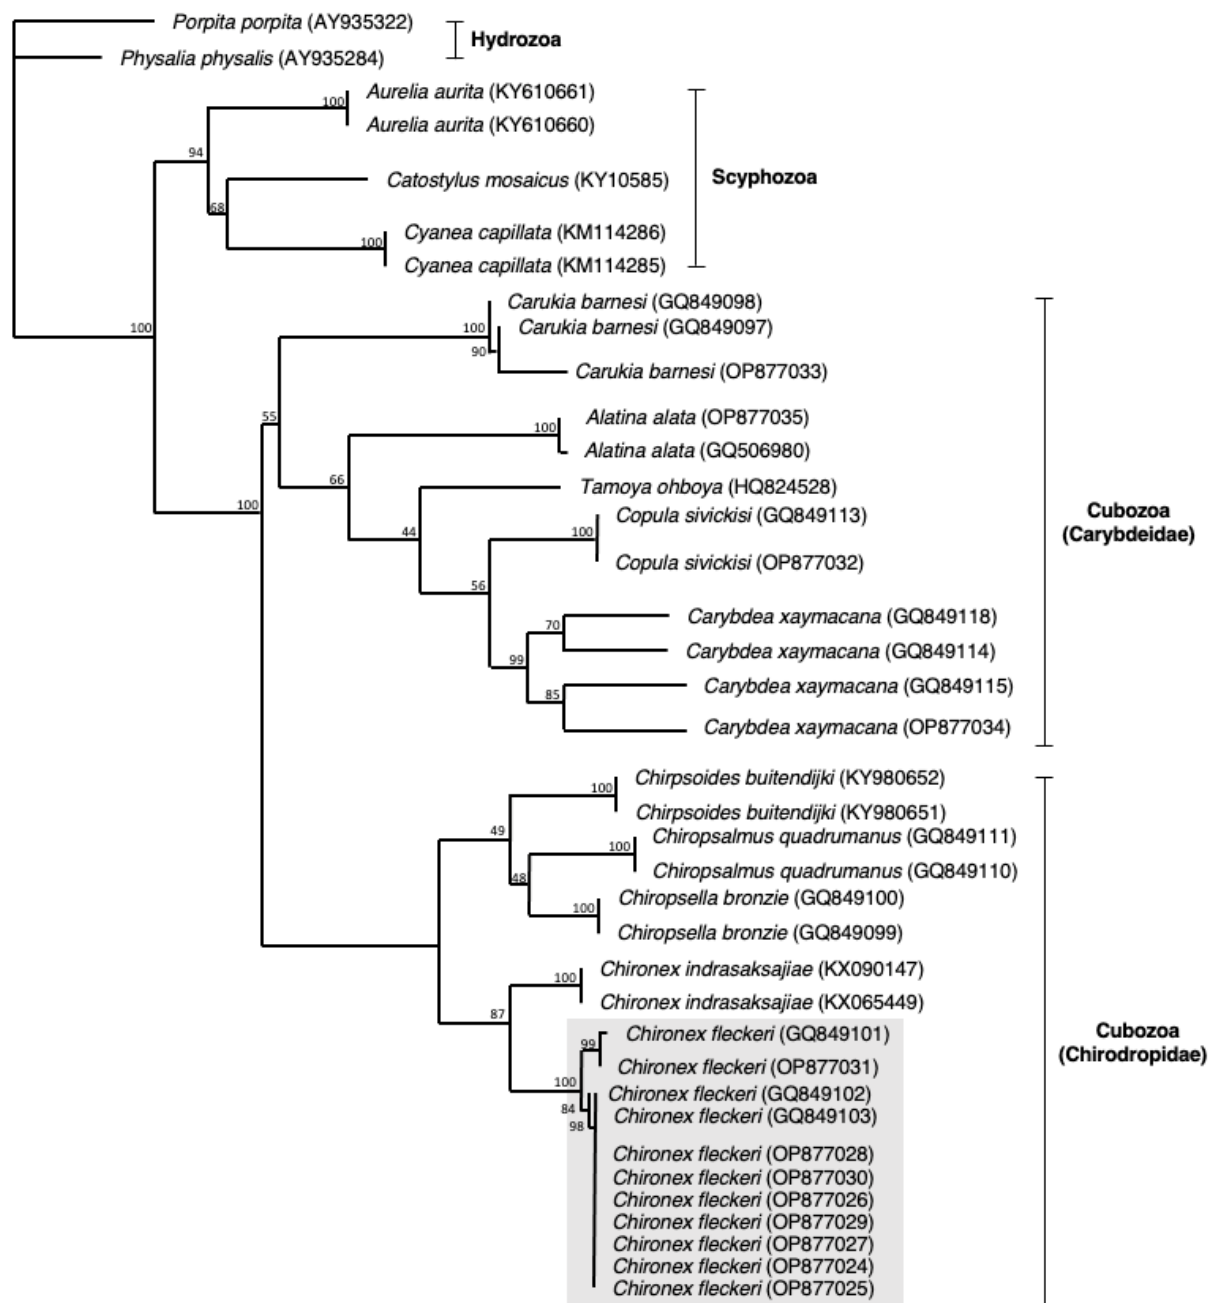 Porpita porpita (AY935322)
Hydrozoa
Physalia physalis (AY935284)
Aurelia aurita (KY610661)
100
Aurelia aurita (KY610660)
94
Catostylus mosaicus (KY10585)
Scyphozoa
68
Cyanea capillata (KM114286)
100
Cyanea capillata (KM114285)
Carukia barnesi (GQ849098)
100
Carukia barnesi (GQ849097)
100
90
Carukia barnesi (OP877033)
55
Alatina alata (OP877035)
100
Alatina alata (GQ506980)
66
Tamoya ohboya (HQ824528)
100
Copula sivickisi (GQ849113)
Cubozoa
(Carybdeidae)
44
100
Copula sivickisi (OP877032)
56
Carybdea xaymacana (GQ849118)
70
Carybdea xaymacana (GQ849114)
99
Carybdea xaymacana (GQ849115)
85
Carybdea xaymacana (OP877034)
Chirpsoides buitendijki (KY980652)
100
Chirpsoides buitendijki (KY980651)
49
Chiropsalmus quadrumanus (GQ849111)
100
Chiropsalmus quadrumanus (GQ849110)
48
Chiropsella bronzie (GQ849100)
100
Chiropsella bronzie (GQ849099)
Chironex indrasaksajiae (KX090147)
100
Chironex indrasaksajiae (KX065449)
87
Chironex fleckeri (GQ849101)
99
Cubozoa
(Chirodropidae)
Chironex fleckeri (OP877031)
100
Chironex fleckeri (GQ849102)
84
Chironex fleckeri (GQ849103)
98
Chironex fleckeri (OP877028)
Chironex fleckeri (OP877030)
Chironex fleckeri (OP877026)
Chironex fleckeri (OP877029)
Chironex fleckeri (OP877027)
Chironex fleckeri (OP877024)
Chironex fleckeri (OP877025)